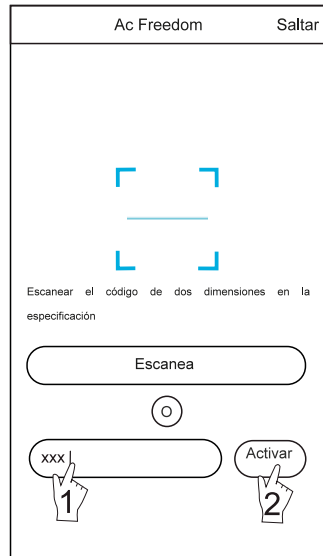 Ac Freedom Saltar
Escanear el código de dos dimensiones en la
especificación
Escanea
O
xxx Activar
1 2